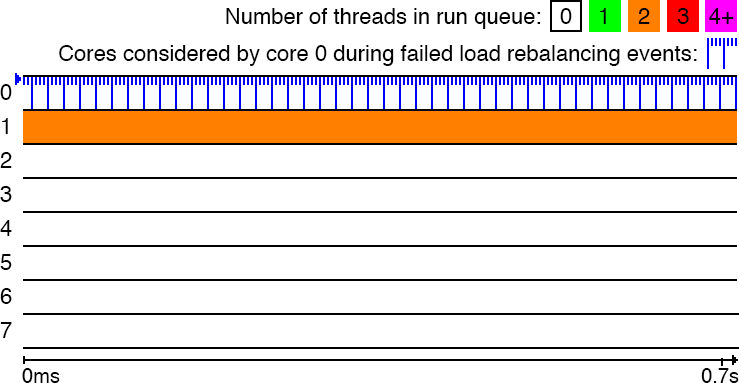 Number of threads in run queue: 0 1 2 3 4+
Cores considered by core 0 during failed load rebalancing events:
0
1
2
3
4
5
6
7
0ms 0.7s